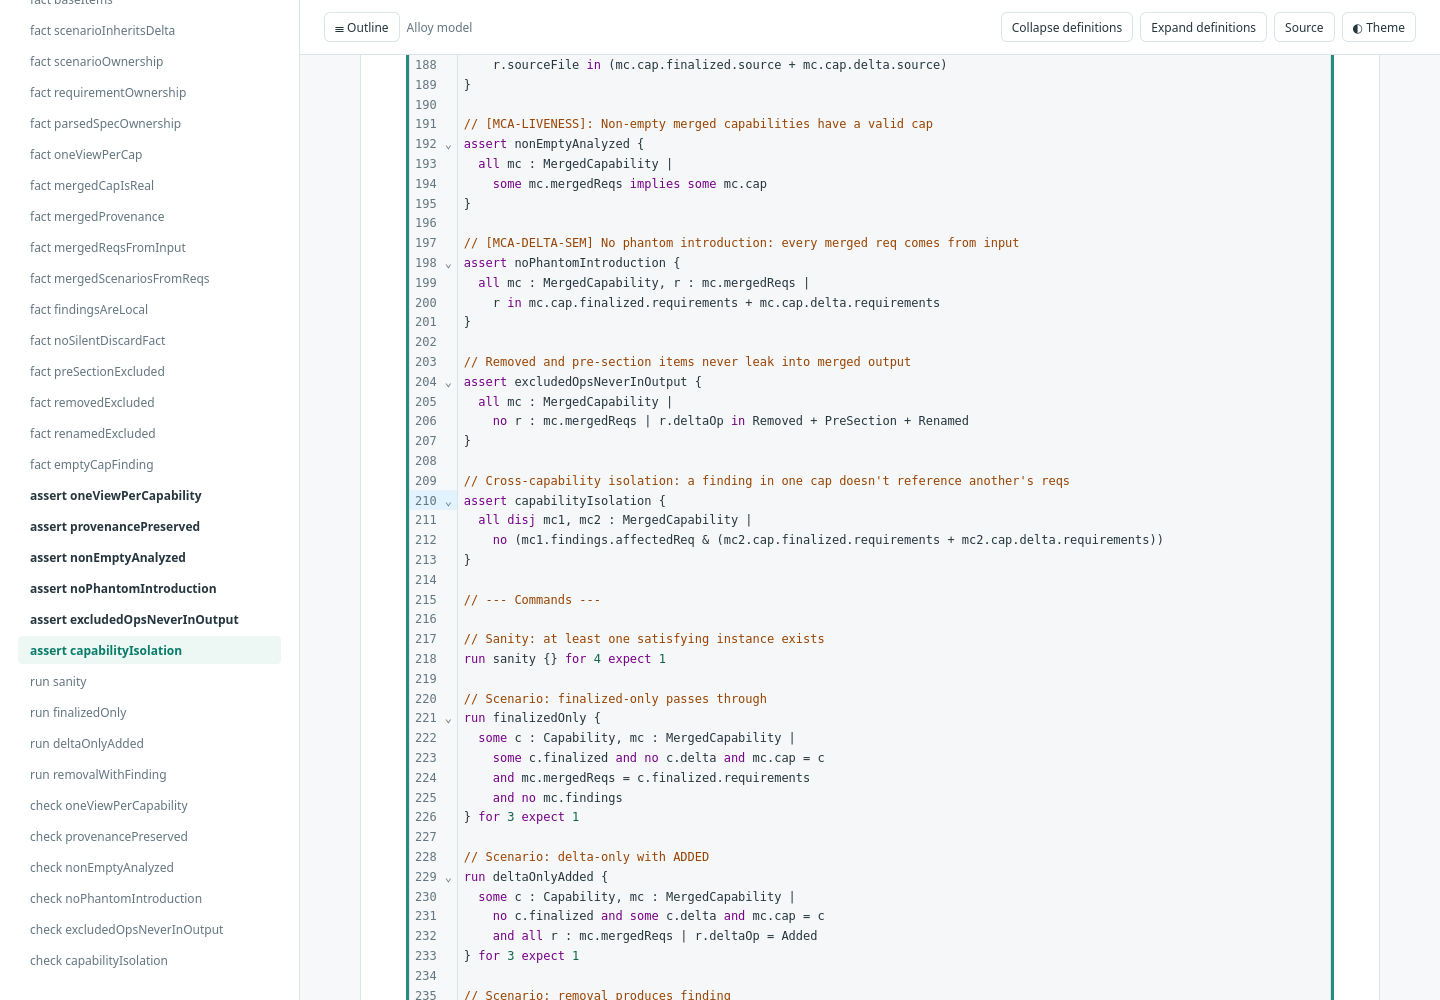 fact baseItems
fact scenarioInheritsDelta
fact scenarioOwnership
fact requirementOwnership
fact parsedSpecOwnership
fact oneViewPerCap
fact mergedCapIsReal
fact mergedProvenance
fact mergedReqsFromInput
fact mergedScenariosFromReqs
fact findingsAreLocal
fact noSilentDiscardFact
fact preSectionExcluded
fact removedExcluded
fact renamedExcluded
fact emptyCapFinding
assert oneViewPerCapability
assert provenancePreserved
assert nonEmptyAnalyzed
assert noPhantomIntroduction
assert excludedOpsNeverInOutput
assert capabilityIsolation
run sanity
run finalizedOnly
run deltaOnlyAdded
run removalWithFinding
check oneViewPerCapability
check provenancePreserved
check nonEmptyAnalyzed
check noPhantomIntroduction
check excludedOpsNeverInOutput
check capabilityIsolation
≡ Outline Alloy model Collapse definitions Expand definitions Source ◐ Theme
188     r.sourceFile in (mc.cap.finalized.source + mc.cap.delta.source)
189 }
190
191 // [MCA-LIVENESS]: Non-empty merged capabilities have a valid cap
192 ⌄ assert nonEmptyAnalyzed {
193   all mc : MergedCapability |
194     some mc.mergedReqs implies some mc.cap
195 }
196
197 // [MCA-DELTA-SEM] No phantom introduction: every merged req comes from input
198 ⌄ assert noPhantomIntroduction {
199   all mc : MergedCapability, r : mc.mergedReqs |
200     r in mc.cap.finalized.requirements + mc.cap.delta.requirements
201 }
202
203 // Removed and pre-section items never leak into merged output
204 ⌄ assert excludedOpsNeverInOutput {
205   all mc : MergedCapability |
206     no r : mc.mergedReqs | r.deltaOp in Removed + PreSection + Renamed
207 }
208
209 // Cross-capability isolation: a finding in one cap doesn't reference another's reqs
210 ⌄ assert capabilityIsolation {
211   all disj mc1, mc2 : MergedCapability |
212     no (mc1.findings.affectedReq & (mc2.cap.finalized.requirements + mc2.cap.delta.requirements))
213 }
214
215 // --- Commands ---
216
217 // Sanity: at least one satisfying instance exists
218 run sanity {} for 4 expect 1
219
220 // Scenario: finalized-only passes through
221 ⌄ run finalizedOnly {
222   some c : Capability, mc : MergedCapability |
223     some c.finalized and no c.delta and mc.cap = c
224     and mc.mergedReqs = c.finalized.requirements
225     and no mc.findings
226 } for 3 expect 1
227
228 // Scenario: delta-only with ADDED
229 ⌄ run deltaOnlyAdded {
230   some c : Capability, mc : MergedCapability |
231     no c.finalized and some c.delta and mc.cap = c
232     and all r : mc.mergedReqs | r.deltaOp = Added
233 } for 3 expect 1
234
235 // Scenario: removal produces finding